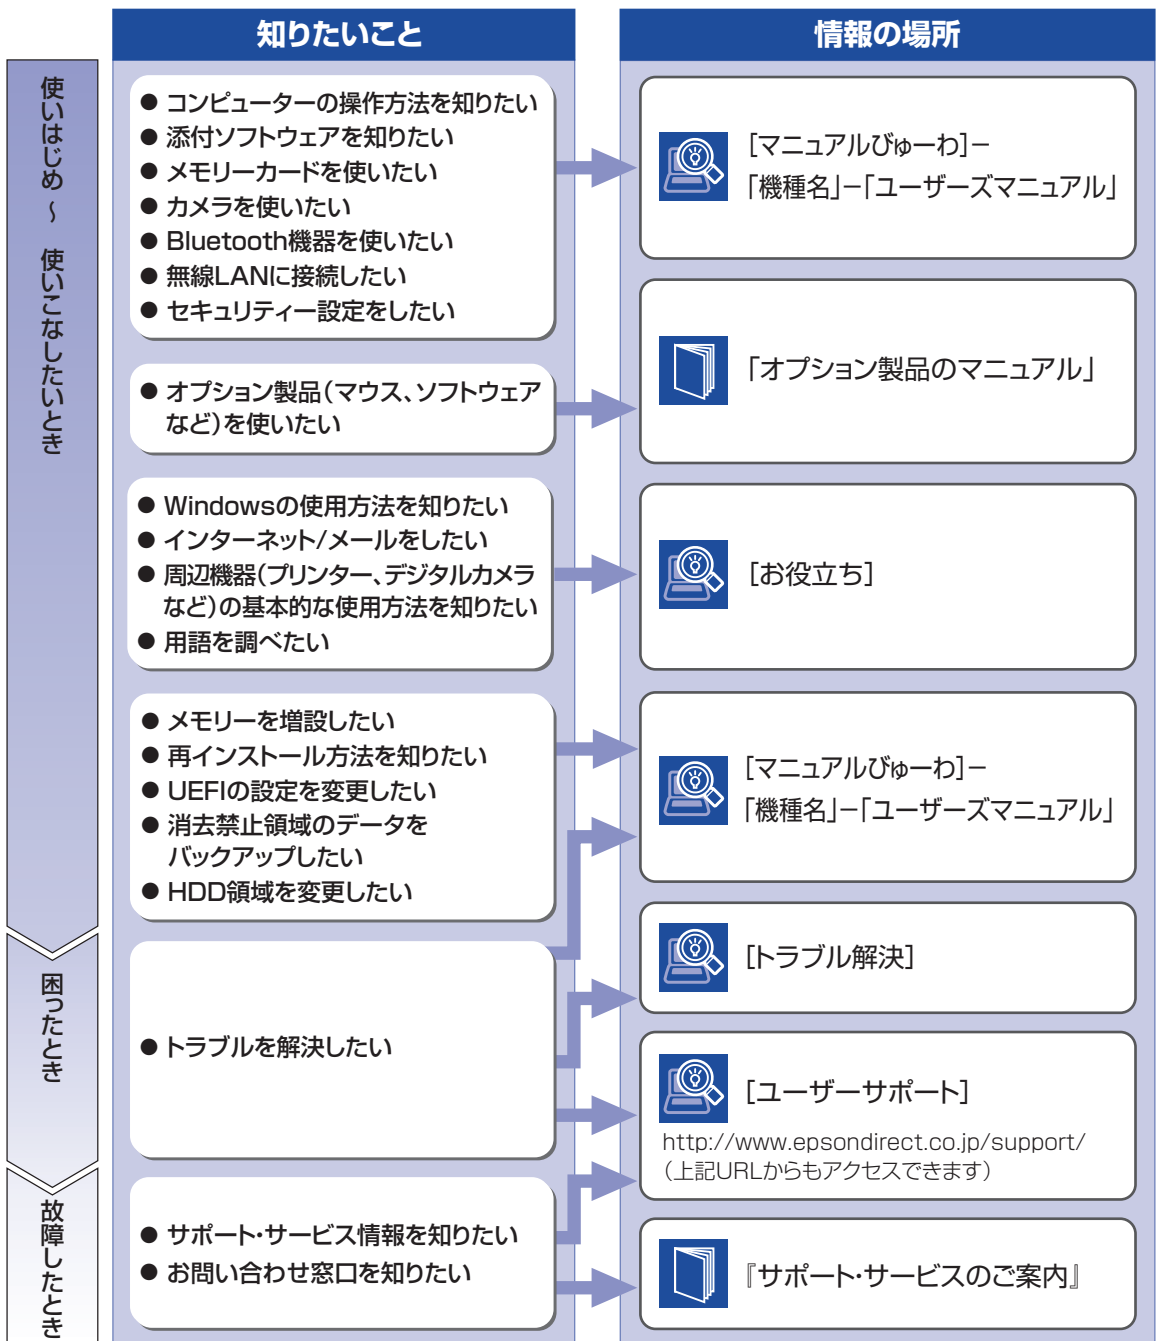 知りたいこと
情報の場所
使いはじめ ～ 使いこなしたいとき
● コンピューターの操作方法を知りたい
● 添付ソフトウェアを知りたい
● メモリーカードを使いたい
● カメラを使いたい
● Bluetooth機器を使いたい
● 無線LANに接続したい
● セキュリティー設定をしたい
［マニュアルびゅーわ］－
「機種名」－「ユーザーズマニュアル」
● オプション製品（マウス、ソフトウェア
など）を使いたい
「オプション製品のマニュアル」
● Windowsの使用方法を知りたい
● インターネット/メールをしたい
● 周辺機器（プリンター、デジタルカメラ
など）の基本的な使用方法を知りたい
● 用語を調べたい
［お役立ち］
● メモリーを増設したい
● 再インストール方法を知りたい
● UEFIの設定を変更したい
● 消去禁止領域のデータを
バックアップしたい
● HDD領域を変更したい
［マニュアルびゅーわ］－
「機種名」－「ユーザーズマニュアル」
困ったとき
● トラブルを解決したい
［トラブル解決］
［ユーザーサポート］
http://www.epsondirect.co.jp/support/
（上記URLからもアクセスできます）
故障したとき
● サポート・サービス情報を知りたい
● お問い合わせ窓口を知りたい
『サポート・サービスのご案内』